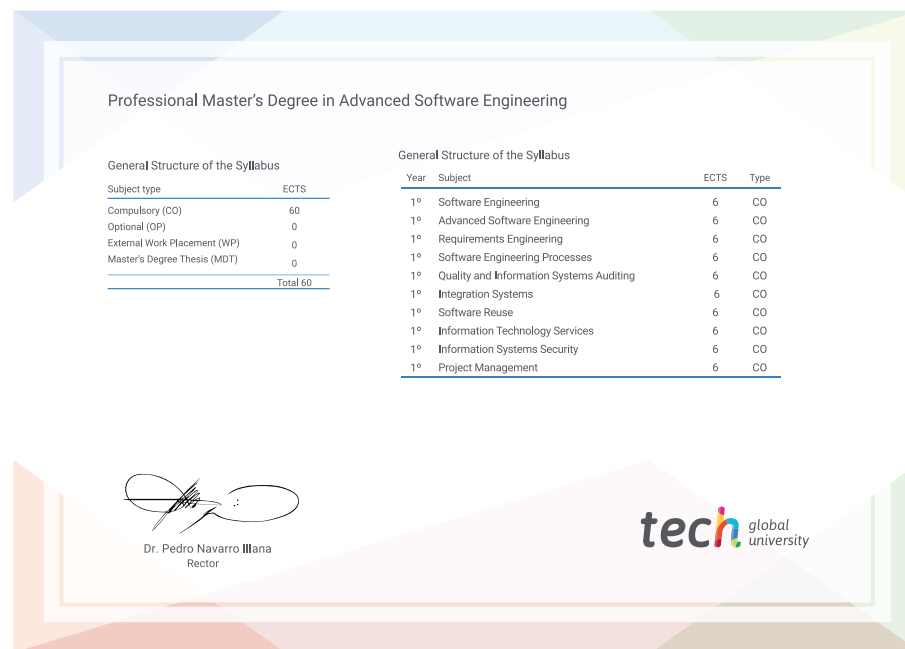 Professional Master's Degree in Advanced Software Engineering
General Structure of the Syllabus
Subject type ECTS
Compulsory (CO) 60
Optional (OP) 0
External Work Placement (WP) 0
Master's Degree Thesis (MDT) 0
Total 60
General Structure of the Syllabus
Year Subject ECTS Type
1º Software Engineering 6 CO
1º Advanced Software Engineering 6 CO
1º Requirements Engineering 6 CO
1º Software Engineering Processes 6 CO
1º Quality and Information Systems Auditing 6 CO
1º Integration Systems 6 CO
1º Software Reuse 6 CO
1º Information Technology Services 6 CO
1º Information Systems Security 6 CO
1º Project Management 6 CO
Dr. Pedro Navarro Illana
Rector
tech global
university